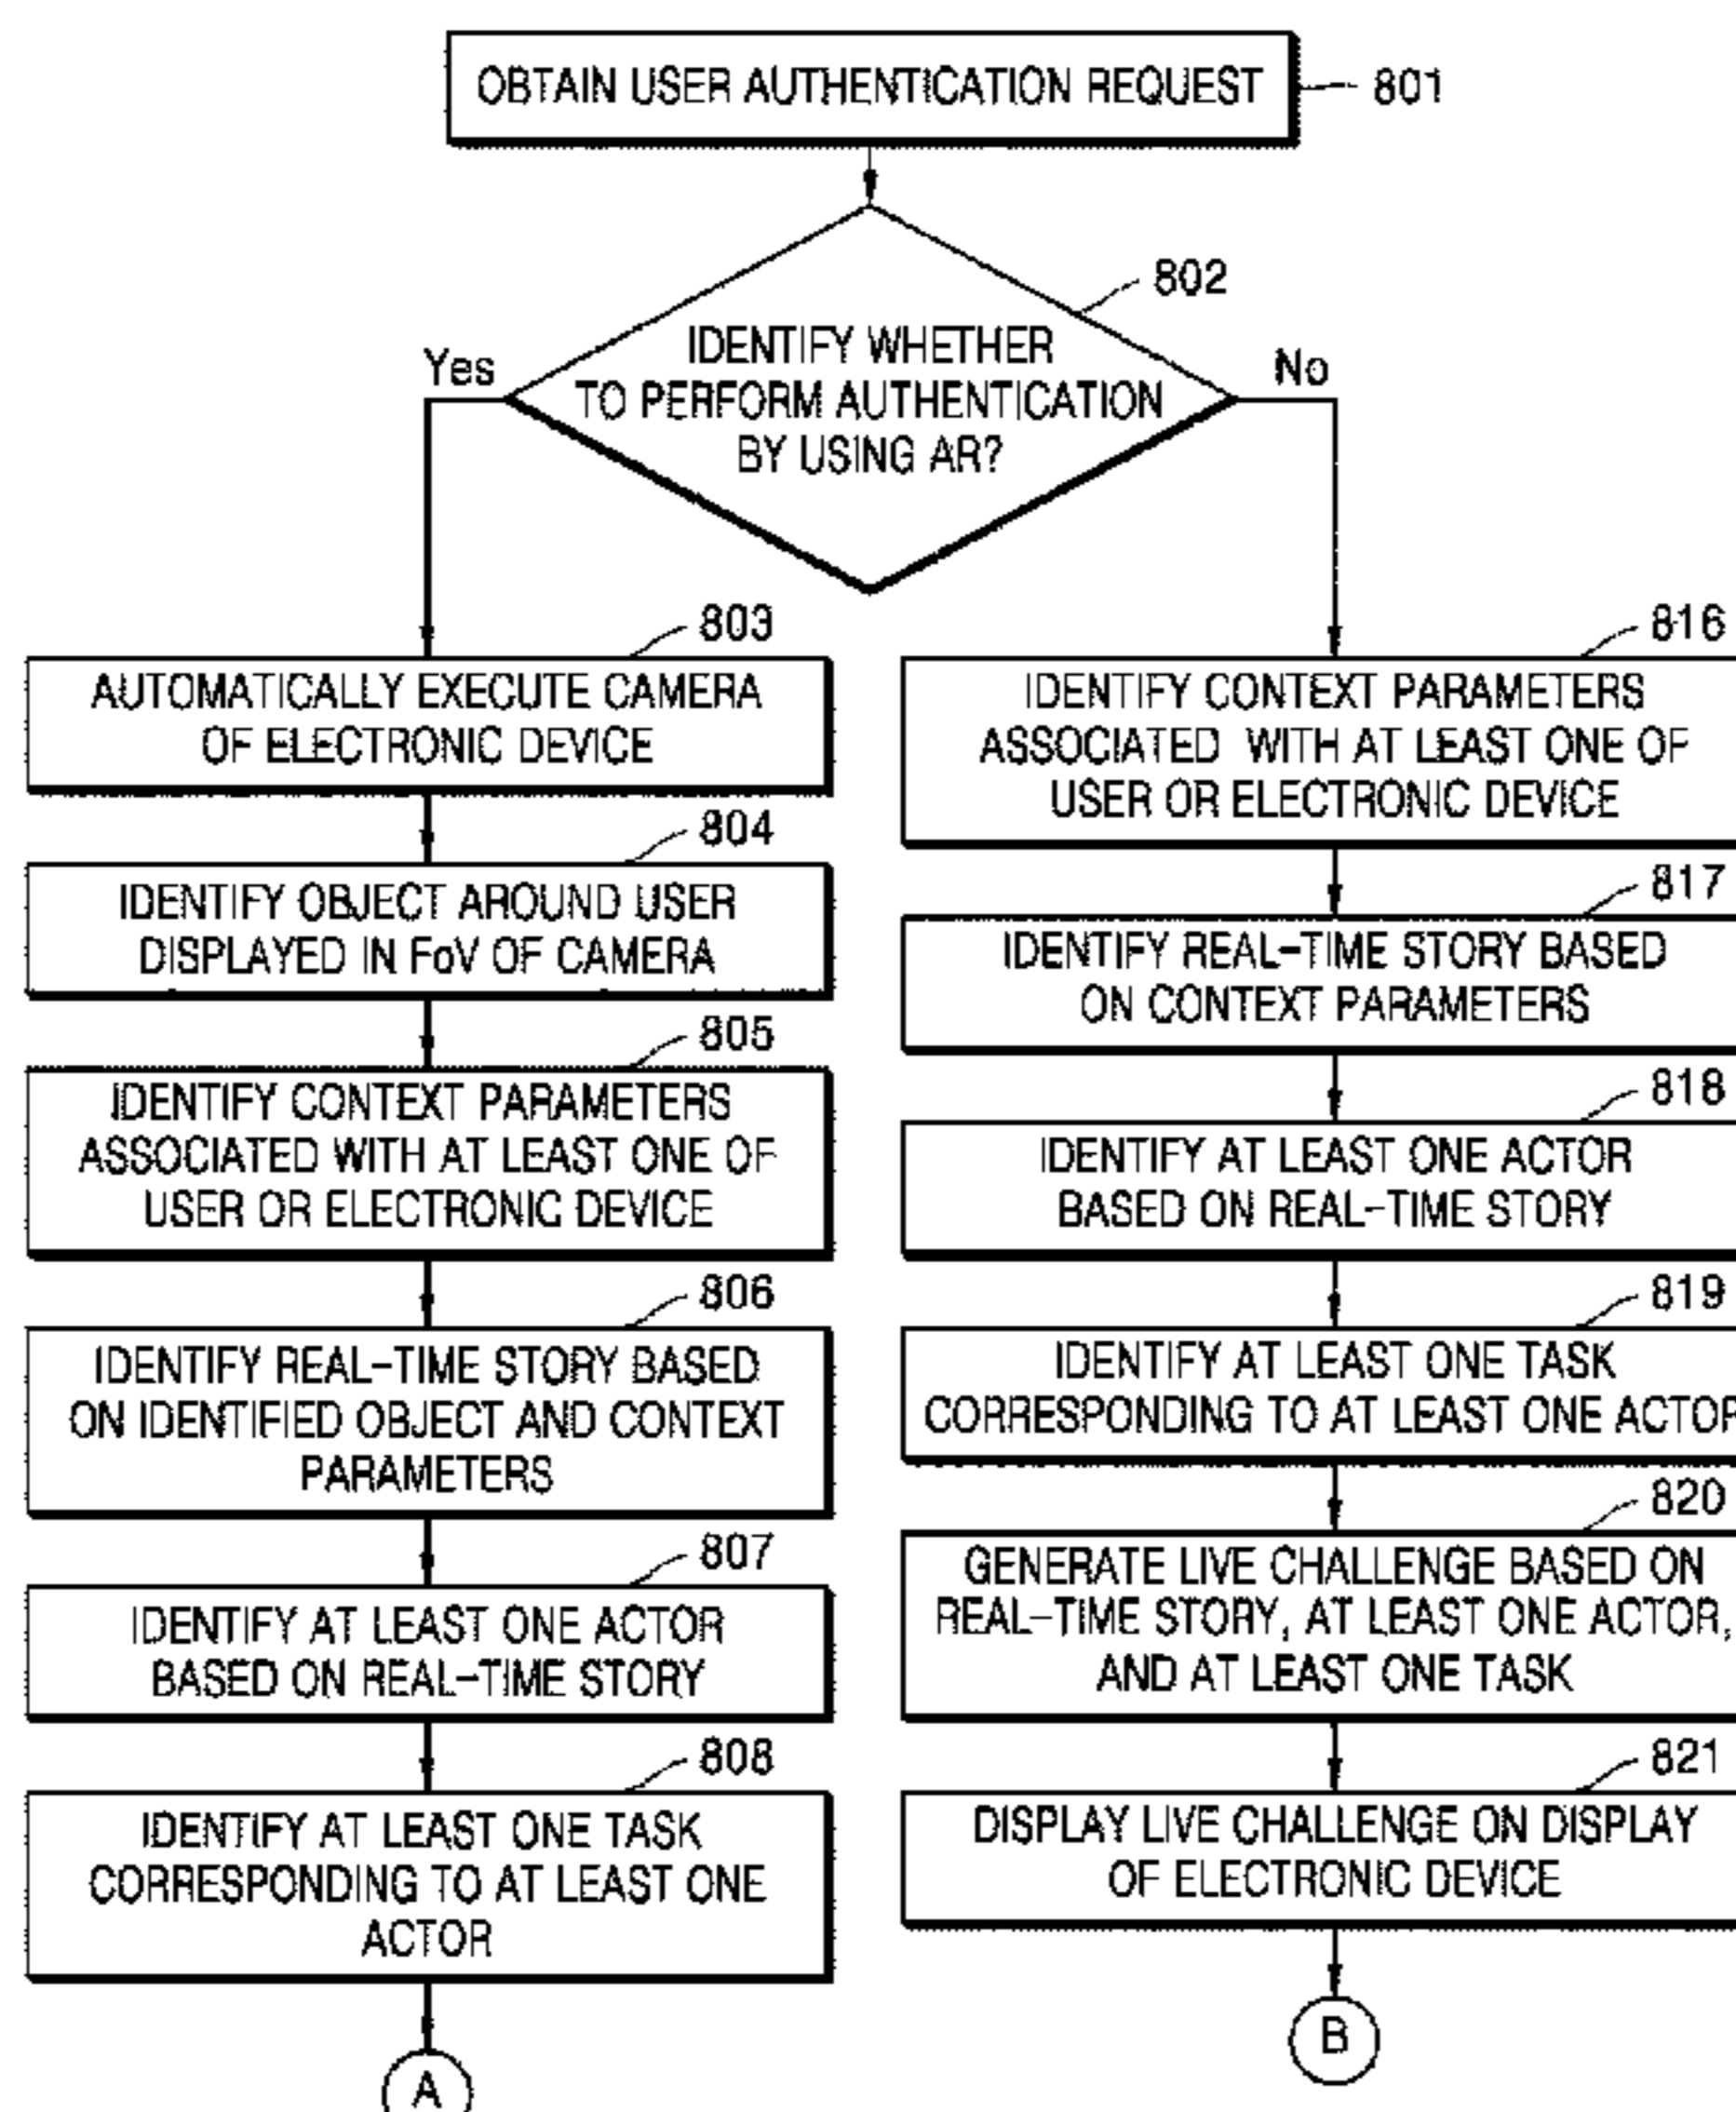 OBTAIN USER AUTHENTICATION REQUEST
801
802
IDENTIFY WHETHER
TO PERFORM AUTHENTICATION
BY USING AR?
Yes
No
803
AUTOMATICALLY EXECUTE CAMERA
OF ELECTRONIC DEVICE
804
IDENTIFY OBJECT AROUND USER
DISPLAYED IN FoV OF CAMERA
805
IDENTIFY CONTEXT PARAMETERS
ASSOCIATED WITH AT LEAST ONE OF
USER OR ELECTRONIC DEVICE
806
IDENTIFY REAL-TIME STORY BASED
ON IDENTIFIED OBJECT AND CONTEXT
PARAMETERS
807
IDENTIFY AT LEAST ONE ACTOR
BASED ON REAL-TIME STORY
808
IDENTIFY AT LEAST ONE TASK
CORRESPONDING TO AT LEAST ONE
ACTOR
A
816
IDENTIFY CONTEXT PARAMETERS
ASSOCIATED WITH AT LEAST ONE OF
USER OR ELECTRONIC DEVICE
817
IDENTIFY REAL-TIME STORY BASED
ON CONTEXT PARAMETERS
818
IDENTIFY AT LEAST ONE ACTOR
BASED ON REAL-TIME STORY
819
IDENTIFY AT LEAST ONE TASK
CORRESPONDING TO AT LEAST ONE ACTOR
820
GENERATE LIVE CHALLENGE BASED ON
REAL-TIME STORY, AT LEAST ONE ACTOR,
AND AT LEAST ONE TASK
821
DISPLAY LIVE CHALLENGE ON DISPLAY
OF ELECTRONIC DEVICE
B